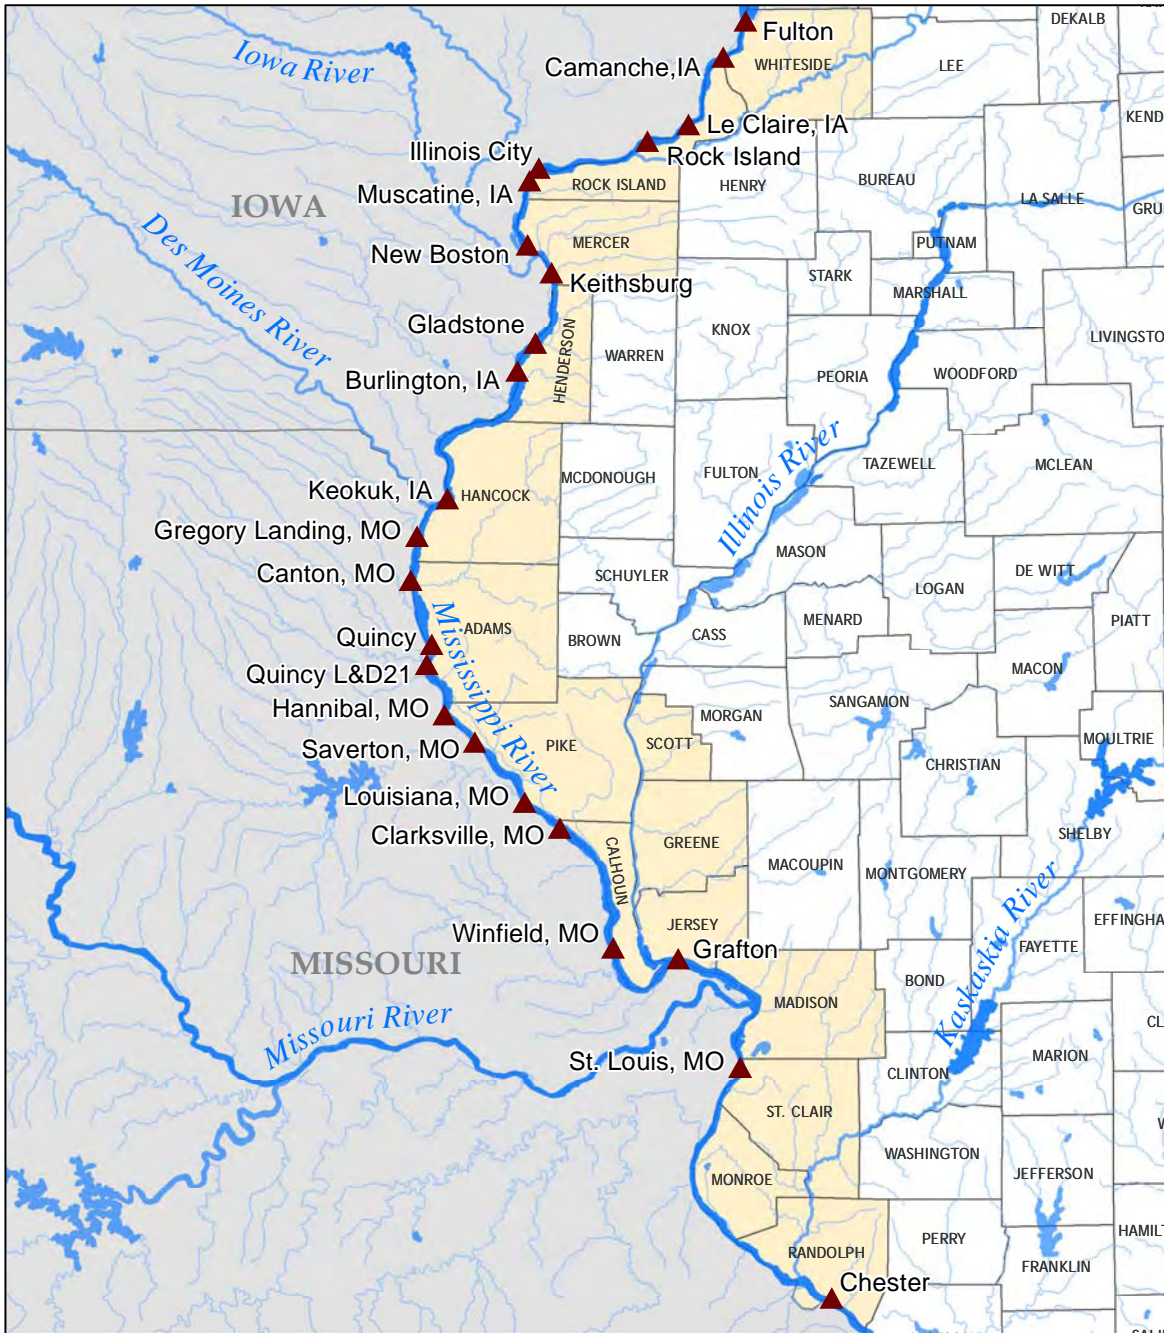 DEKALB
Fulton
Iowa River
Camanche,IA
WHITESIDE
LEE
KEND
Le Claire, IA
Illinois City
Rock Island
Muscatine, IA
ROCK ISLAND
HENRY
BUREAU
LA SALLE
IOWA
GRU
Des Moines River
New Boston
MERCER
PUTNAM
Keithsburg
STARK
MARSHALL
Gladstone
KNOX
LIVINGSTO
HENDERSON
WARREN
Burlington, IA
PEORIA
WOODFORD
Illinois River
Keokuk, IA
HANCOCK
MCDONOUGH
FULTON
TAZEWELL
MCLEAN
Gregory Landing, MO
MASON
Canton, MO
SCHUYLER
DE WITT
LOGAN
Mississippi River
ADAMS
BROWN
CASS
MENARD
PIATT
Quincy
Quincy L&D21
MACON
Hannibal, MO
MORGAN
SANGAMON
Saverton, MO
PIKE
SCOTT
MOULTRIE
CHRISTIAN
Louisiana, MO
Clarksville, MO
SHELBY
CALHOUN
GREENE
MACOUPIN
MONTGOMERY
Kaskaskia River
EFFINGHA
Winfield, MO
JERSEY
FAYETTE
Grafton
MISSOURI
BOND
MADISON
Missouri River
CL
St. Louis, MO
MARION
CLINTON
ST. CLAIR
WASHINGTON
MONROE
JEFFERSON
HAMILT
RANDOLPH
PERRY
FRANKLIN
Chester